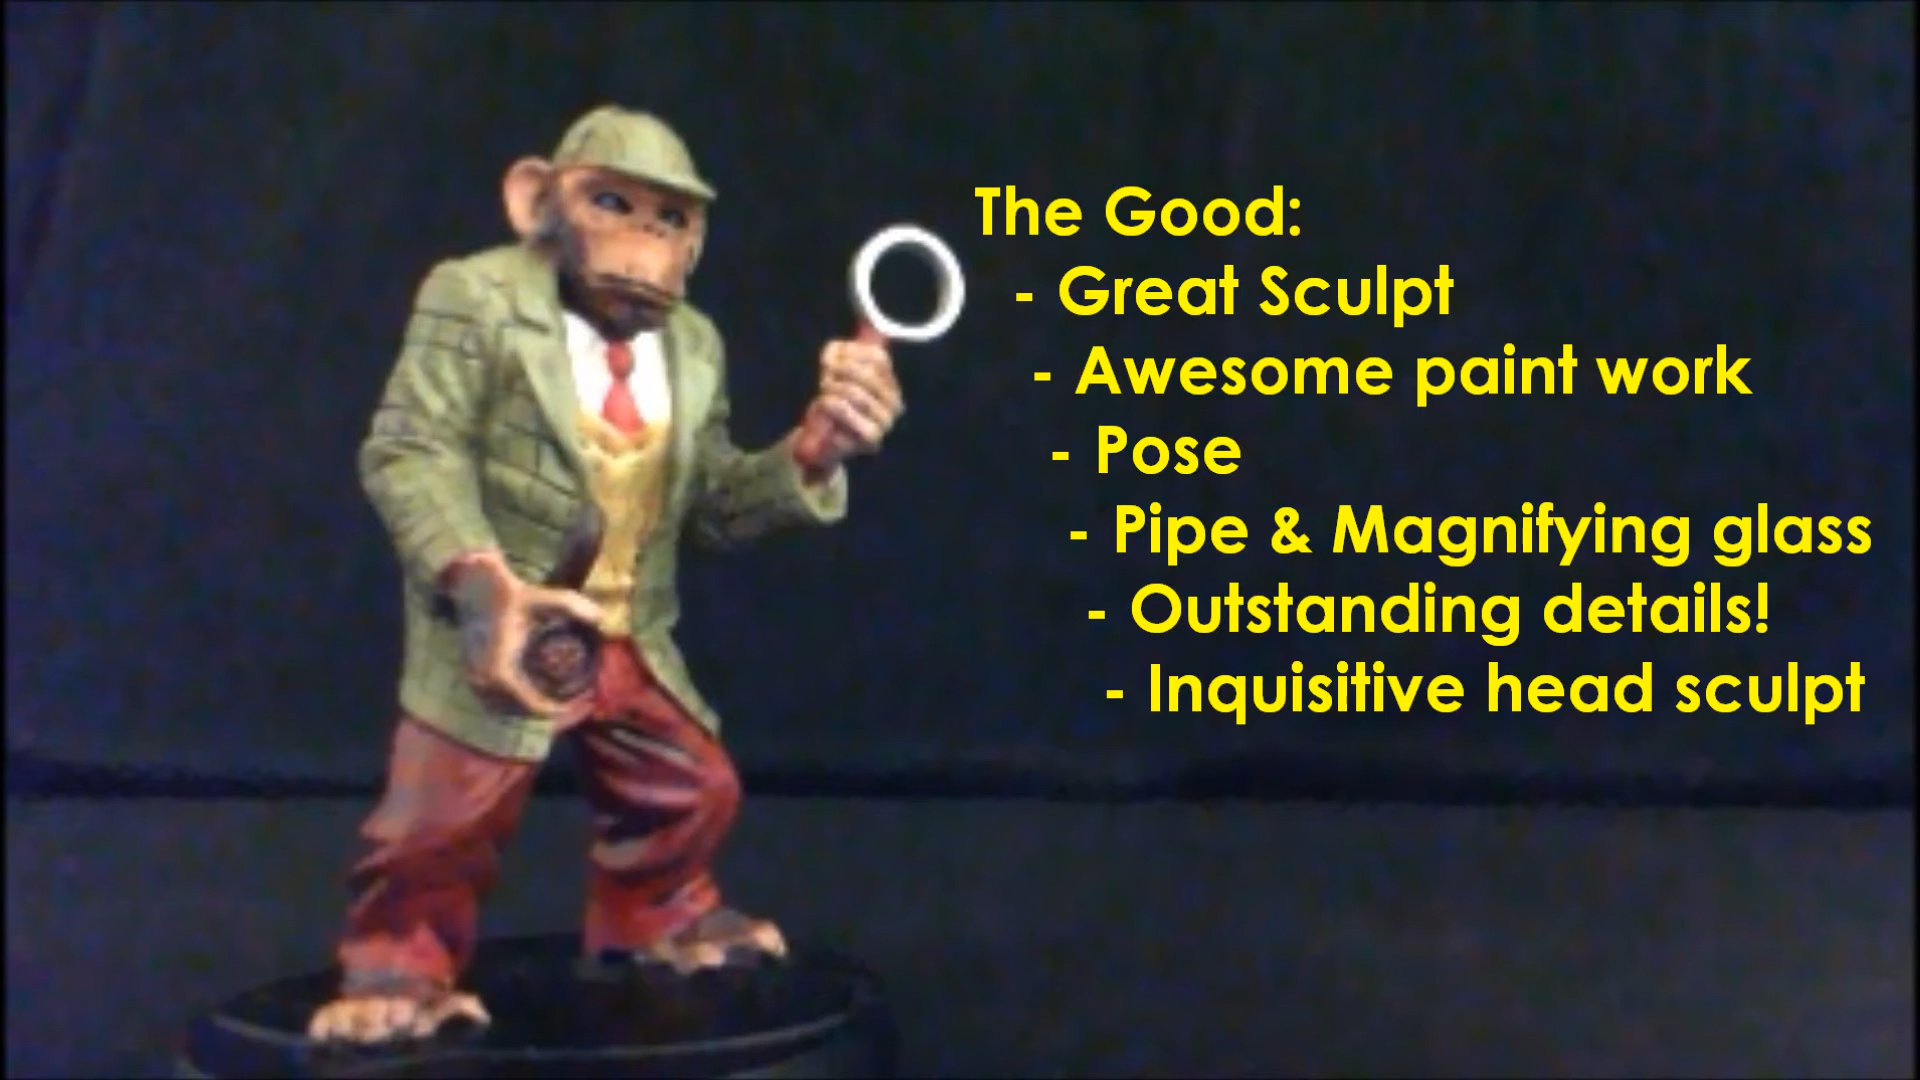 The Good:
- Great Sculpt
- Awesome paint work
- Pose
- Pipe & Magnifying glass
- Outstanding details!
- Inquisitive head sculpt